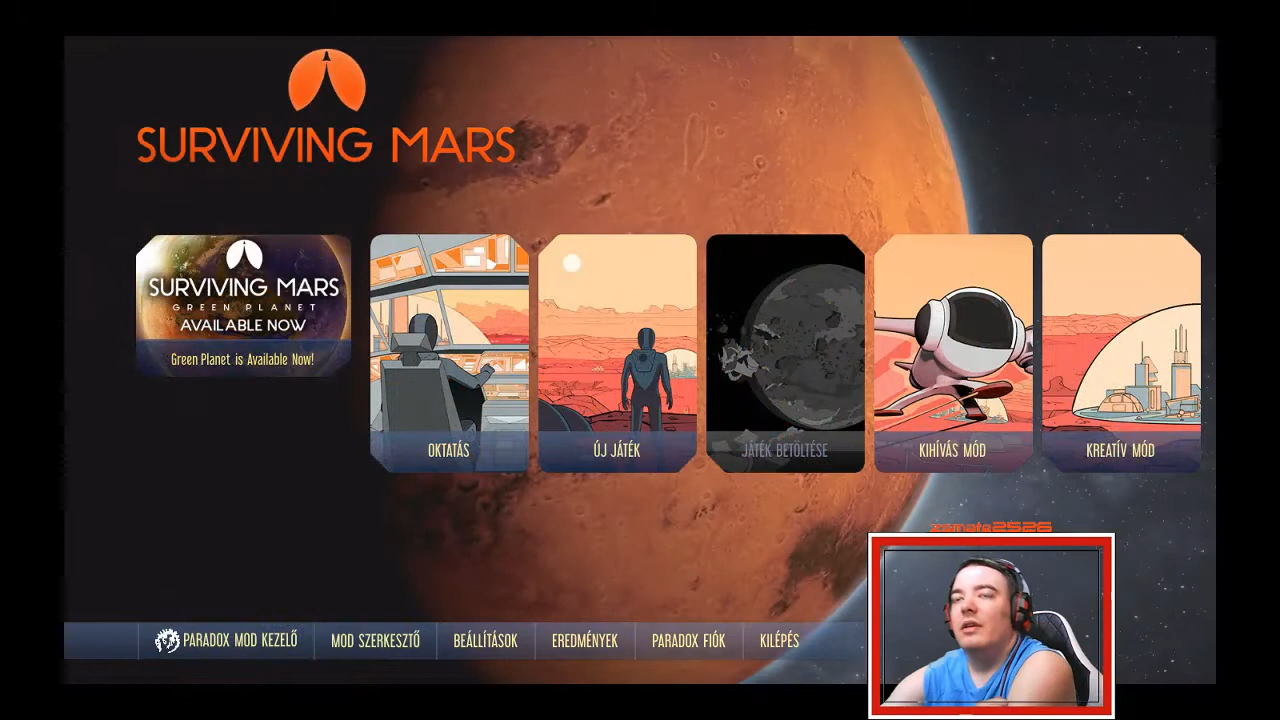 SURVIVING MARS
SURVIVING MARS
GREEN PLANET
AVAILABLE NOW
Green Planet is Available Now!
OKTATÁS
ÚJ JÁTÉK
JÁTÉK BETÖLTÉSE
KIHÍVÁS MÓD
KREATÍV MÓD
zamate2526
PARADOX MOD KEZELŐ
MOD SZERKESZTŐ
BEÁLLÍTÁSOK
EREDMÉNYEK
PARADOX FIÓK
KILÉPÉS